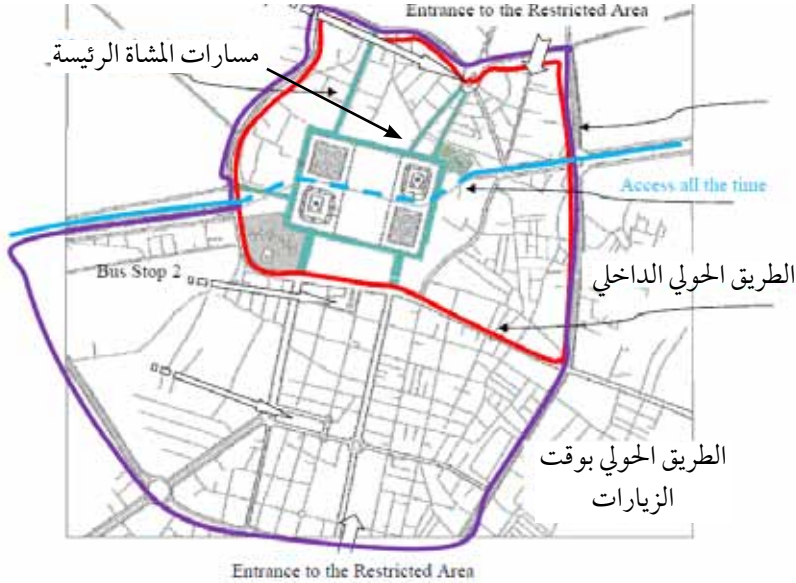 Entrance to the Restricted Area
مسارات المشاة الرئيسة
Access all the time
الطريق الحولي الداخلي
Bus Stop 2
الطريق الحولي بوقت
الزيارات
Entrance to the Restricted Area